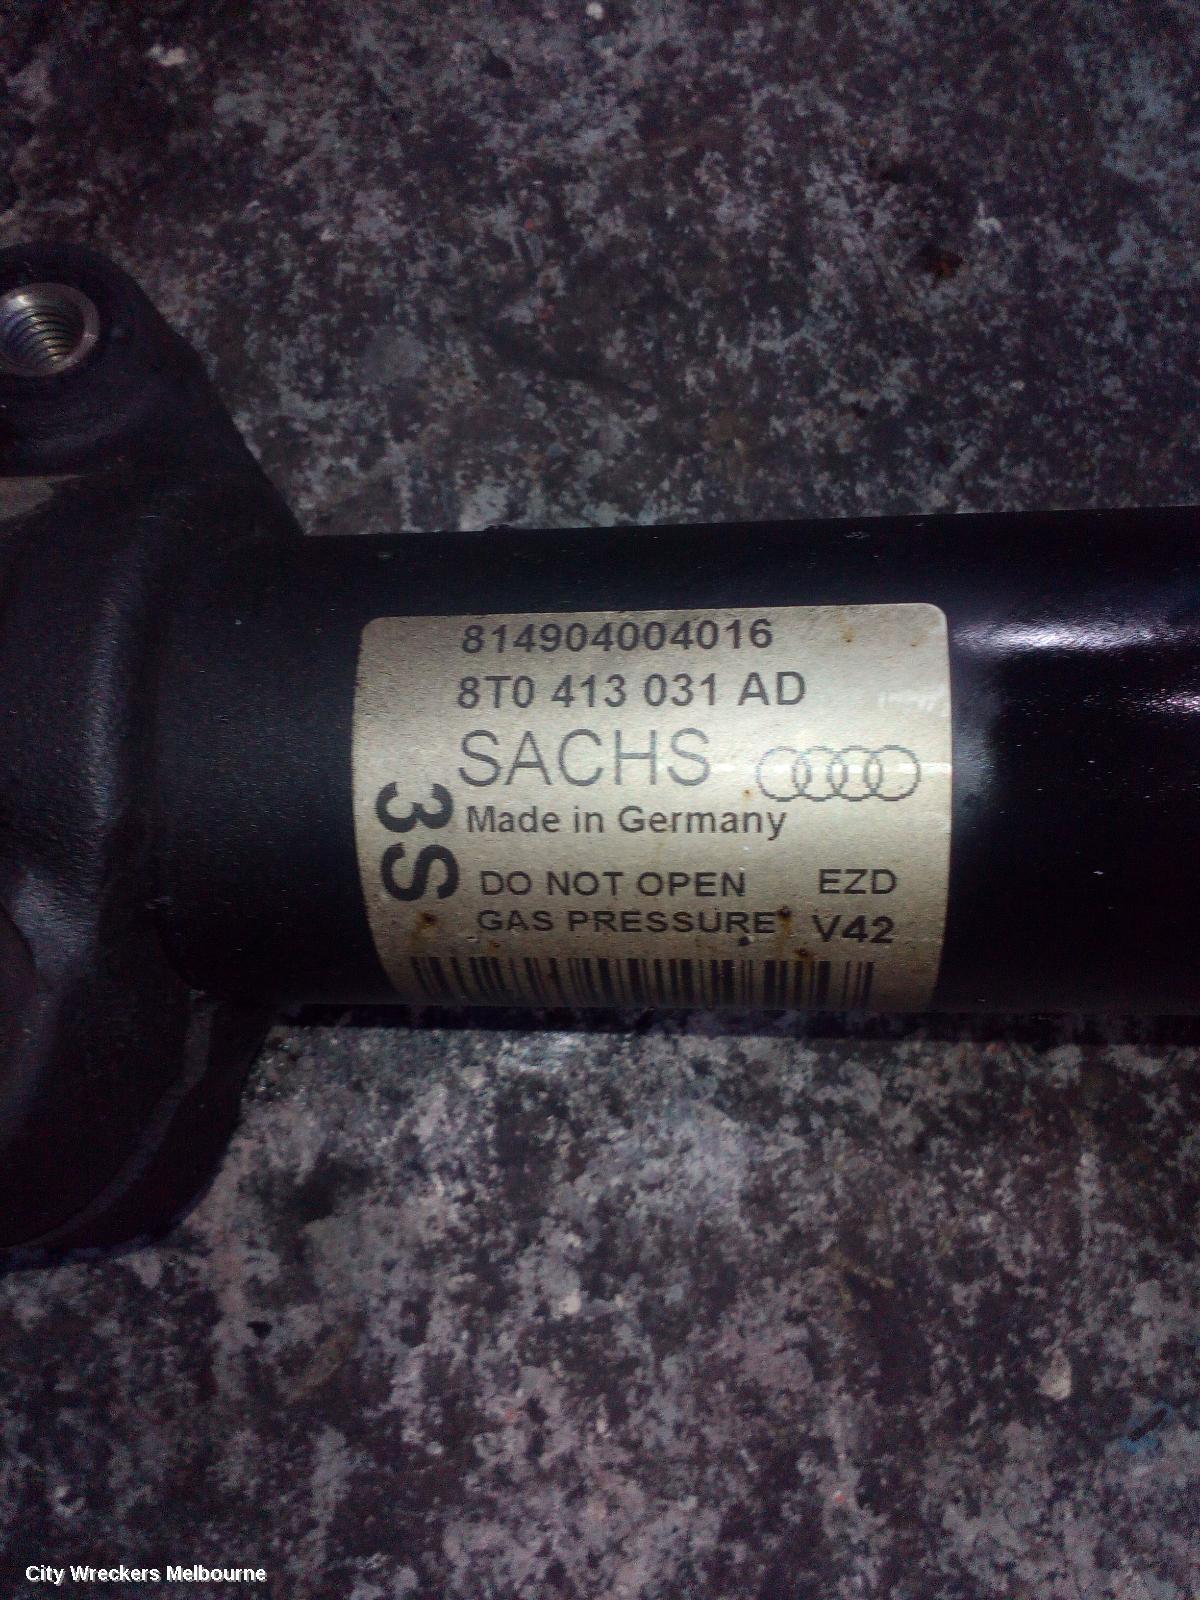 814904004016
8T0 413 031 AD
SACHS
Made in Germany
3S
DO NOT OPEN EZD
GAS PRESSURE V42
City Wreckers Melbourne